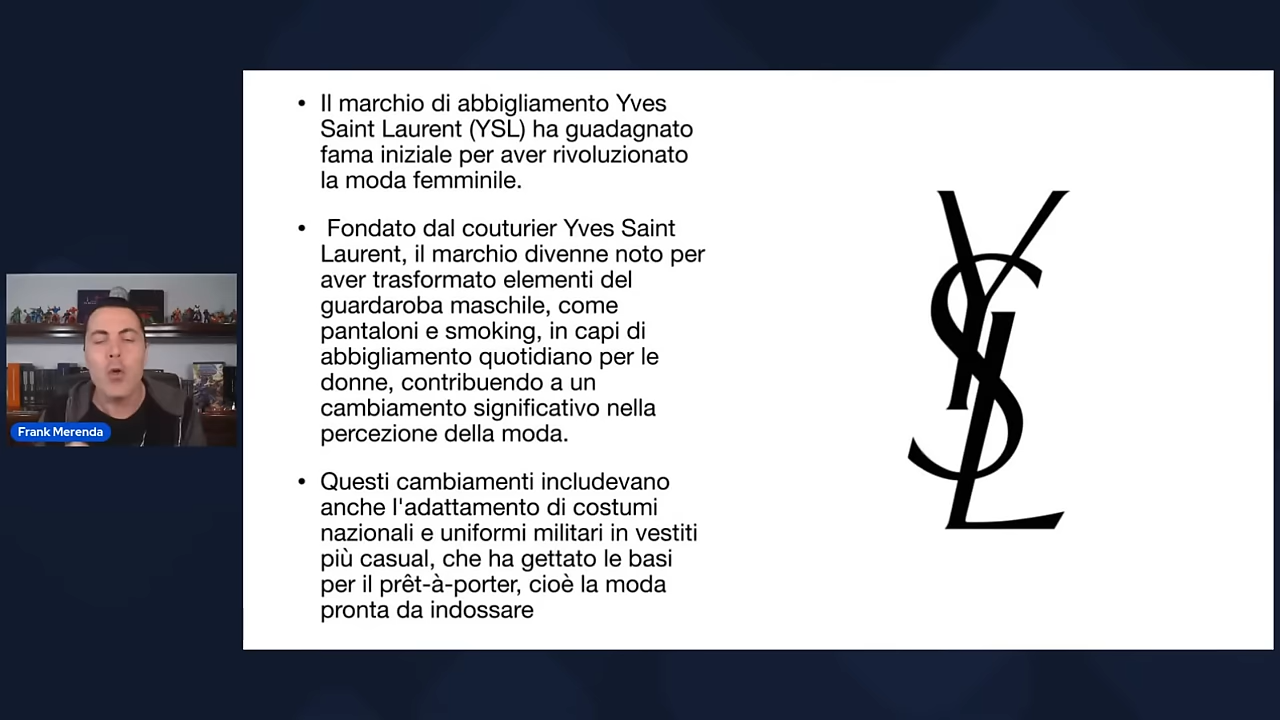 • Il marchio di abbigliamento Yves
Saint Laurent (YSL) ha guadagnato
fama iniziale per aver rivoluzionato
la moda femminile.
• Fondato dal couturier Yves Saint
Laurent, il marchio divenne noto per
aver trasformato elementi del
guardaroba maschile, come
pantaloni e smoking, in capi di
abbigliamento quotidiano per le
donne, contribuendo a un
cambiamento significativo nella
percezione della moda.
• Questi cambiamenti includevano
anche l'adattamento di costumi
nazionali e uniformi militari in vestiti
più casual, che ha gettato le basi
per il prêt-à-porter, cioè la moda
pronta da indossare
YSL
Frank Merenda